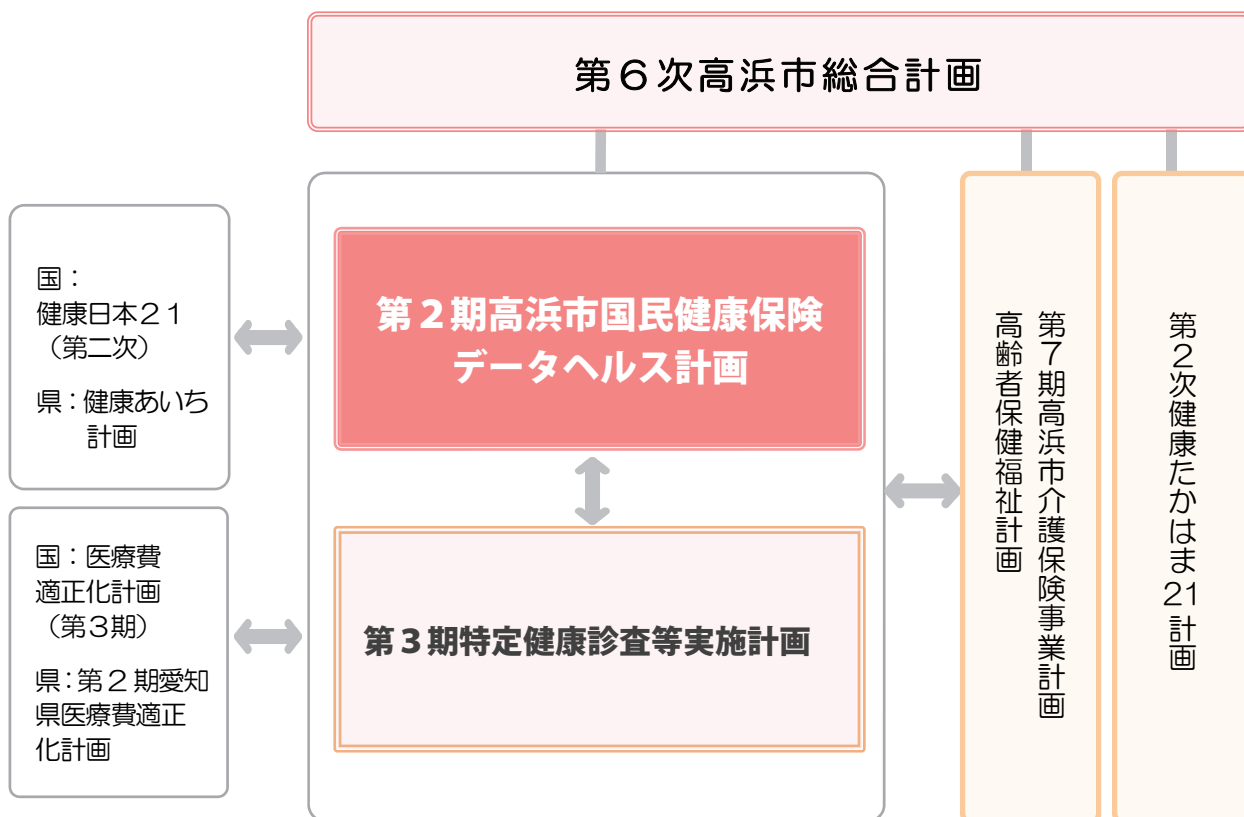 第６次高浜市総合計画
国：
健康日本２１
（第二次）
県：健康あいち
計画
国：医療費
適正化計画
（第３期）
県：第２期愛知
県医療費適正
化計画
第２期高浜市国民健康保険
データヘルス計画
第３期特定健康診査等実施計画
第７期高浜市介護保険事業計画
高齢者保健福祉計画
第２次健康たかはま21計画